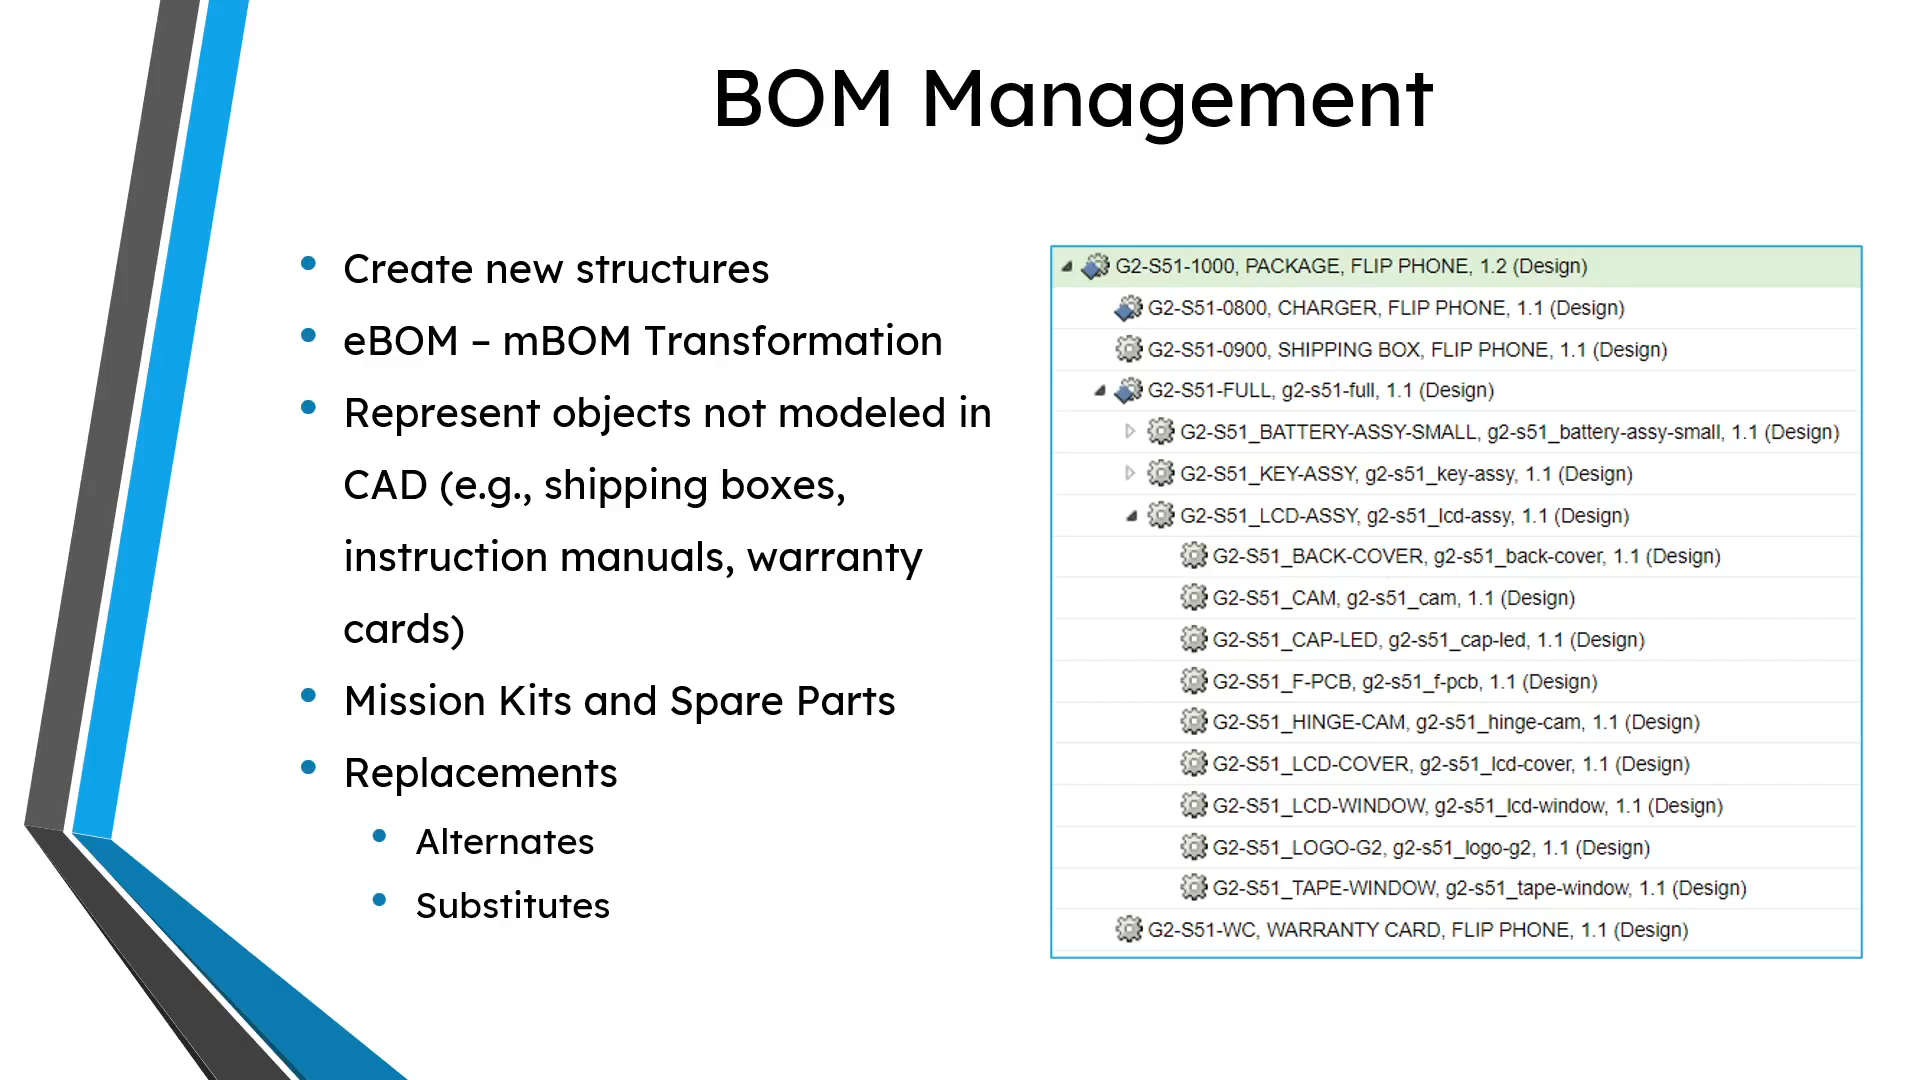 BOM Management
Create new structures
eBOM – mBOM Transformation
Represent objects not modeled in
CAD (e.g., shipping boxes,
instruction manuals, warranty
cards)
Mission Kits and Spare Parts
Replacements
Alternates
Substitutes
G2-S51-1000, PACKAGE, FLIP PHONE, 1.2 (Design)
G2-S51-0800, CHARGER, FLIP PHONE, 1.1 (Design)
G2-S51-0900, SHIPPING BOX, FLIP PHONE, 1.1 (Design)
G2-S51-FULL, g2-s51-full, 1.1 (Design)
G2-S51_BATTERY-ASSY-SMALL, g2-s51_battery-assy-small, 1.1 (Design)
G2-S51_KEY-ASSY, g2-s51_key-assy, 1.1 (Design)
G2-S51_LCD-ASSY, g2-s51_lcd-assy, 1.1 (Design)
G2-S51_BACK-COVER, g2-s51_back-cover, 1.1 (Design)
G2-S51_CAM, g2-s51_cam, 1.1 (Design)
G2-S51_CAP-LED, g2-s51_cap-led, 1.1 (Design)
G2-S51_F-PCB, g2-s51_f-pcb, 1.1 (Design)
G2-S51_HINGE-CAM, g2-s51_hinge-cam, 1.1 (Design)
G2-S51_LCD-COVER, g2-s51_lcd-cover, 1.1 (Design)
G2-S51_LCD-WINDOW, g2-s51_lcd-window, 1.1 (Design)
G2-S51_LOGO-G2, g2-s51_logo-g2, 1.1 (Design)
G2-S51_TAPE-WINDOW, g2-s51_tape-window, 1.1 (Design)
G2-S51-WC, WARRANTY CARD, FLIP PHONE, 1.1 (Design)